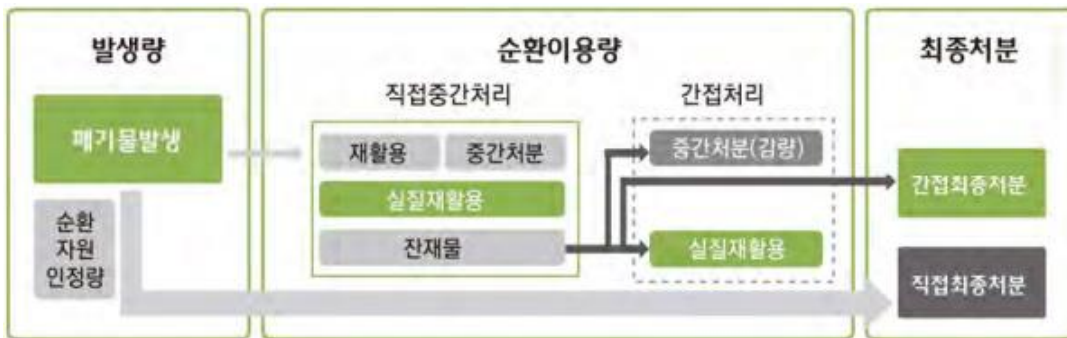 발생량
폐기물발생
순환
자원
인정량
순환이용량
직접중간처리
재활용
중간처분
실질재활용
잔재물
간접처리
중간처분(감량)
실질재활용
최종처분
간접최종처분
직접최종처분